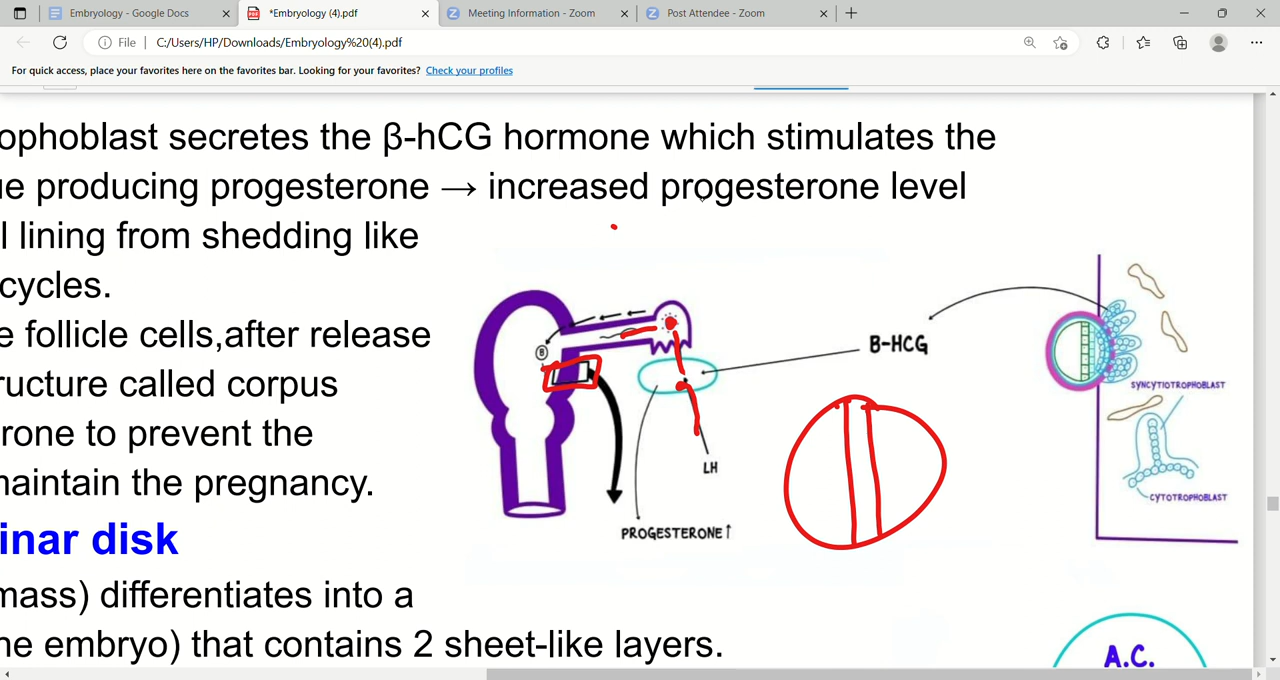 Embryology - Google Docs
*Embryology (4).pdf
Meeting Information - Zoom
Post Attendee - Zoom
File
C:/Users/HP/Downloads/Embryology%20(4).pdf
For quick access, place your favorites here on the favorites bar. Looking for your favorites? Check your profiles
ophoblast secretes the β-hCG hormone which stimulates the
ue producing progesterone → increased progesterone level
l lining from shedding like
cycles.
e follicle cells,after release
ructure called corpus
rone to prevent the
maintain the pregnancy.
inar disk
mass) differentiates into a
he embryo) that contains 2 sheet-like layers.
B
B-HCG
LH
PROGESTERONE↑
SYNCYTIOTROPHOBLAST
CYTOTROPHOBLAST
A.C.